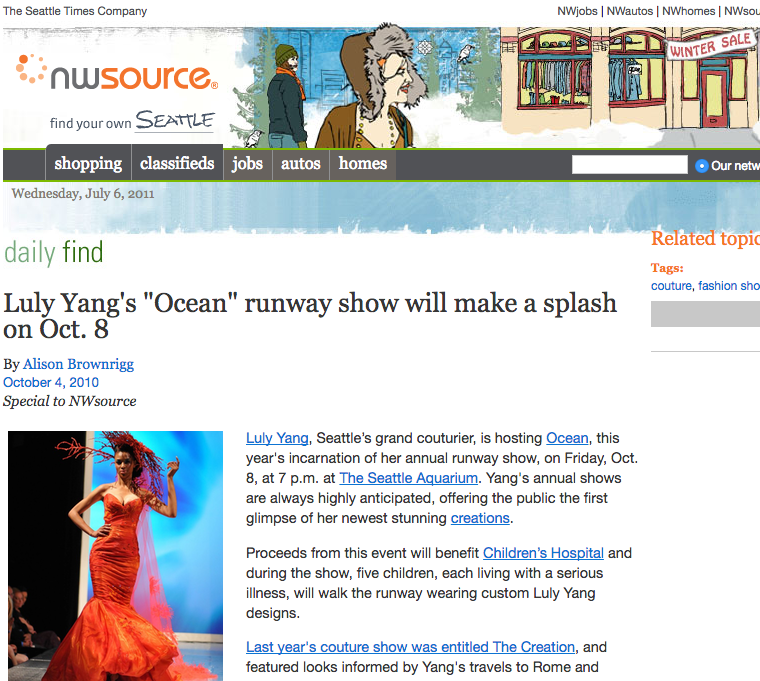 The Seattle Times Company
NWjobs | NWautos | NWhomes | NWsou
WINTER SALE
nwsource®
find your own SEATTLE
shopping classifieds jobs autos homes
Our netw
Wednesday, July 6, 2011
daily find
Related topic
Tags:
couture, fashion sho
Luly Yang's "Ocean" runway show will make a splash
on Oct. 8
By Alison Brownrigg
October 4, 2010
Special to NWsource
Luly Yang, Seattle's grand couturier, is hosting Ocean, this
year's incarnation of her annual runway show, on Friday, Oct.
8, at 7 p.m. at The Seattle Aquarium. Yang's annual shows
are always highly anticipated, offering the public the first
glimpse of her newest stunning creations.
Proceeds from this event will benefit Children's Hospital and
during the show, five children, each living with a serious
illness, will walk the runway wearing custom Luly Yang
designs.
Last year's couture show was entitled The Creation, and
featured looks informed by Yang's travels to Rome and